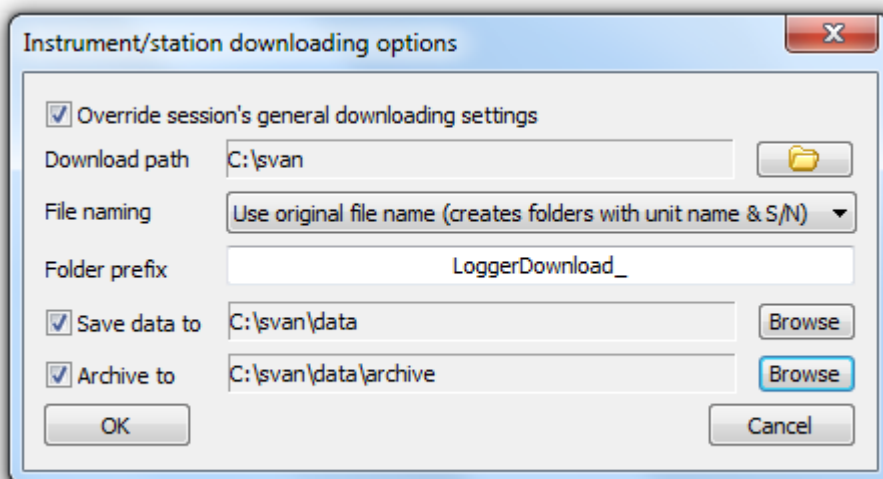 Instrument/station downloading options
Override session's general downloading settings
Download path C:\svan
File naming Use original file name (creates folders with unit name & S/N)
Folder prefix LoggerDownload_
Save data to C:\svan\data Browse
Archive to C:\svan\data\archive Browse
OK Cancel